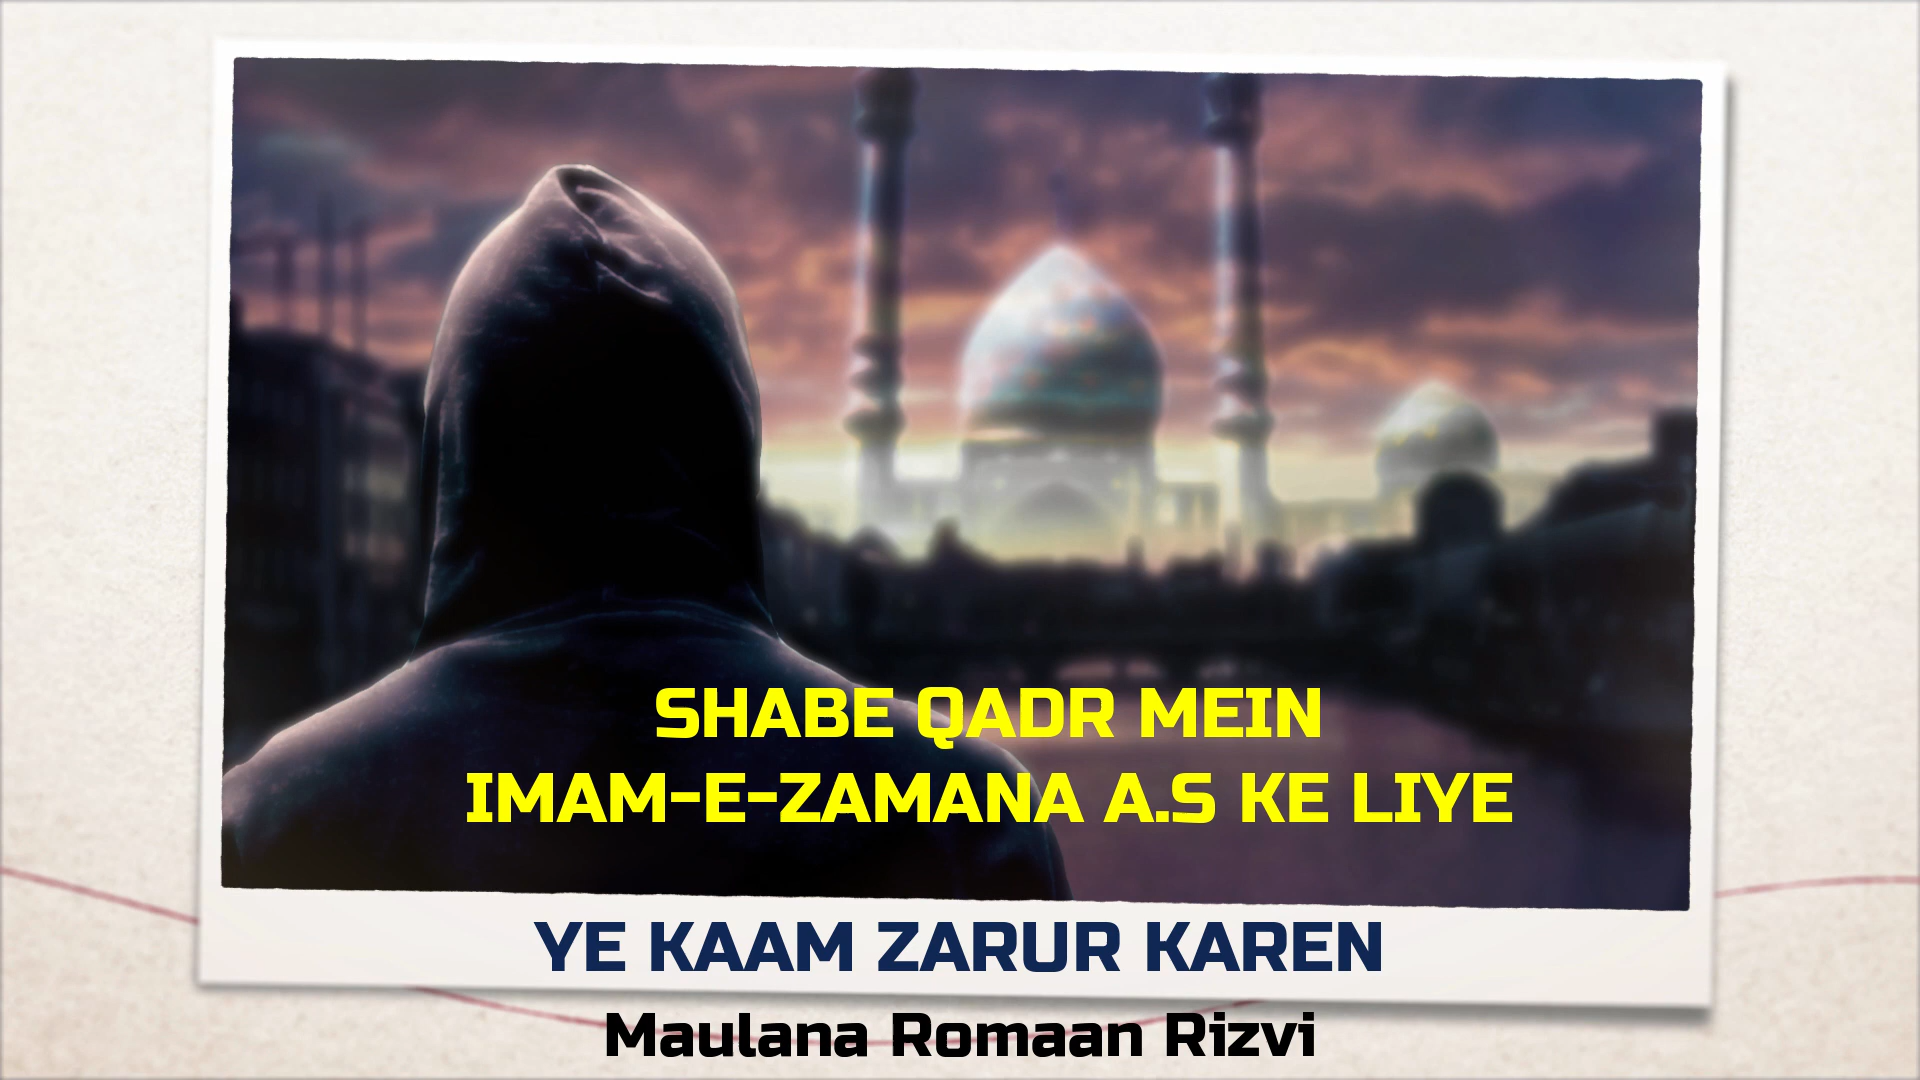 SHABE QADR MEIN
IMAM-E-ZAMANA A.S KE LIYE
YE KAAM ZARUR KAREN
Maulana Romaan Rizvi